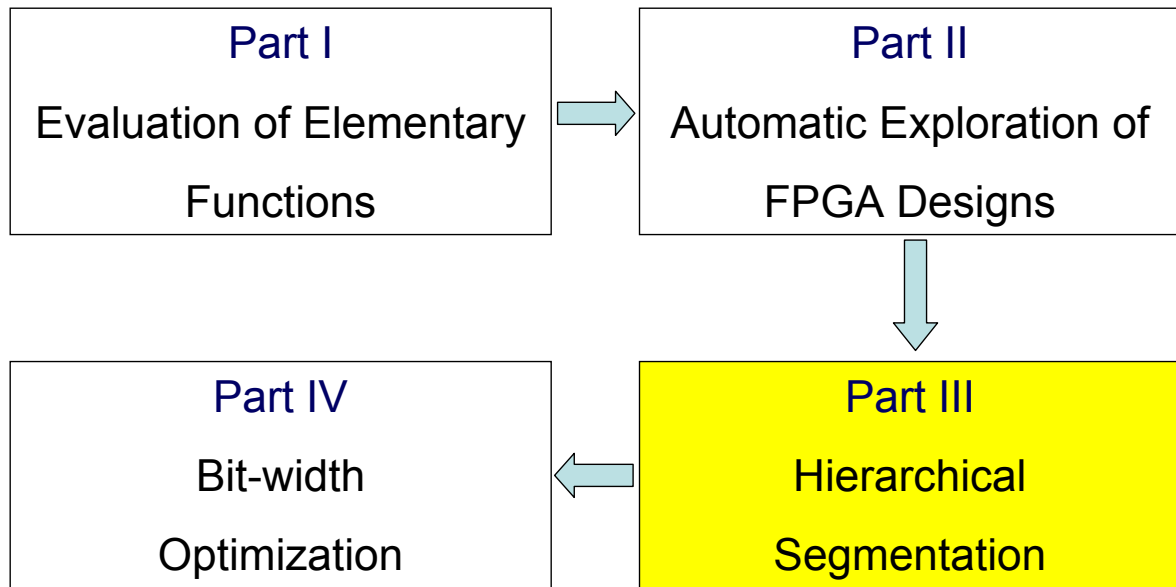 Part I
Evaluation of Elementary
Functions
Part II
Automatic Exploration of
FPGA Designs
Part III
Hierarchical
Segmentation
Part IV
Bit-width
Optimization